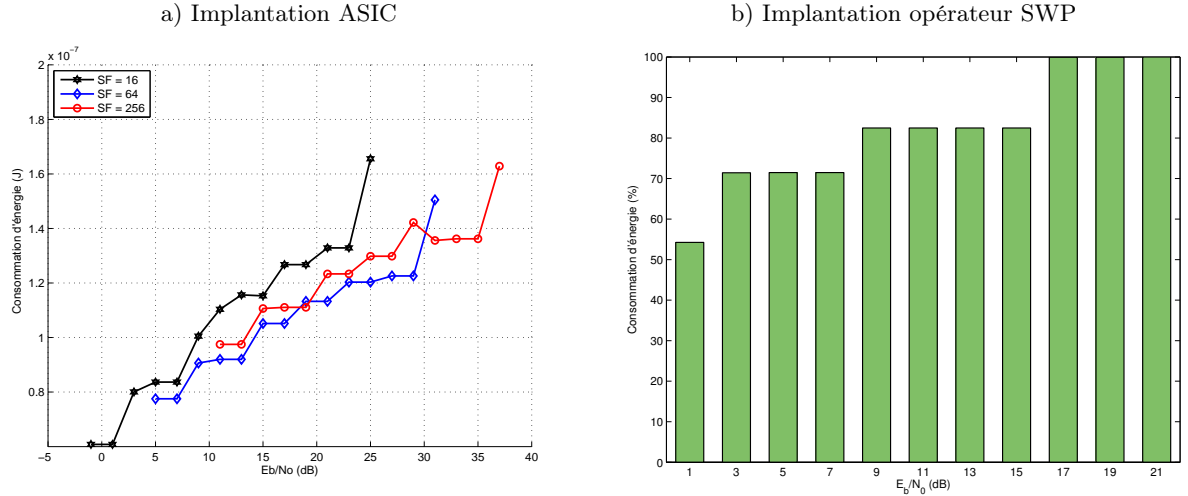 a) Implantation ASIC
x 10⁻⁷
2
1.8
1.6
1.4
1.2
1
0.8
Consommation d'énergie (J)
SF = 16
SF = 64
SF = 256
−5 0 5 10 15 20 25 30 35 40
Eb/No (dB)
b) Implantation opérateur SWP
100
90
80
70
60
50
40
30
20
10
0
Consommation d'énergie (%)
1 3 5 7 9 11 13 15 17 19 21
E_b/N_0 (dB)